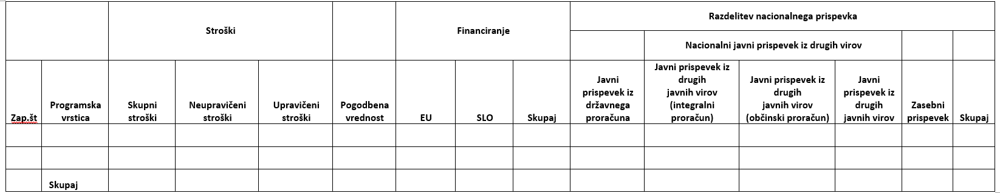 Stroški
Financiranje
Razdelitev nacionalnega prispevka
Nacionalni javni prispevek iz drugih virov
Zap.št
Programska
vrstica
Skupni
stroški
Neupravičeni
stroški
Upravičeni
stroški
Pogodbena
vrednost
EU
SLO
Skupaj
Javni
prispevek iz
državnega
proračuna
Javni prispevek iz
drugih
javnih virov
(integralni
proračun)
Javni prispevek iz
drugih
javnih virov
(občinski proračun)
Javni
prispevek iz
drugih
javnih virov
Zasebni
prispevek
Skupaj
Skupaj